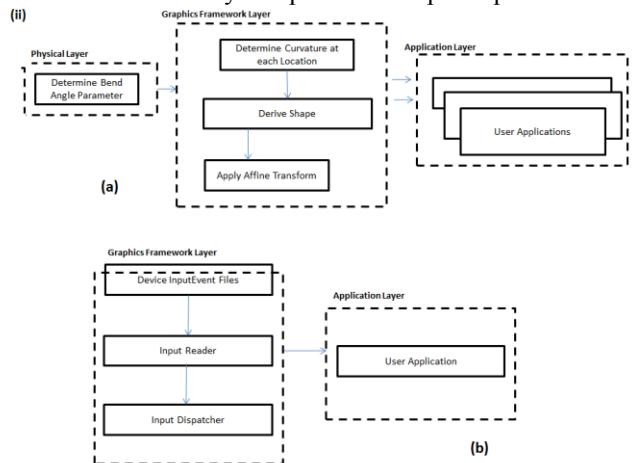 (ii)
Graphics Framework Layer
Physical Layer
Determine Curvature at
each Location
Application Layer
Determine Bend
Angle Parameter
Derive Shape
User Applications
Apply Affine Transform
(a)
Graphics Framework Layer
Device InputEvent Files
Application Layer
Input Reader
User Application
Input Dispatcher
(b)